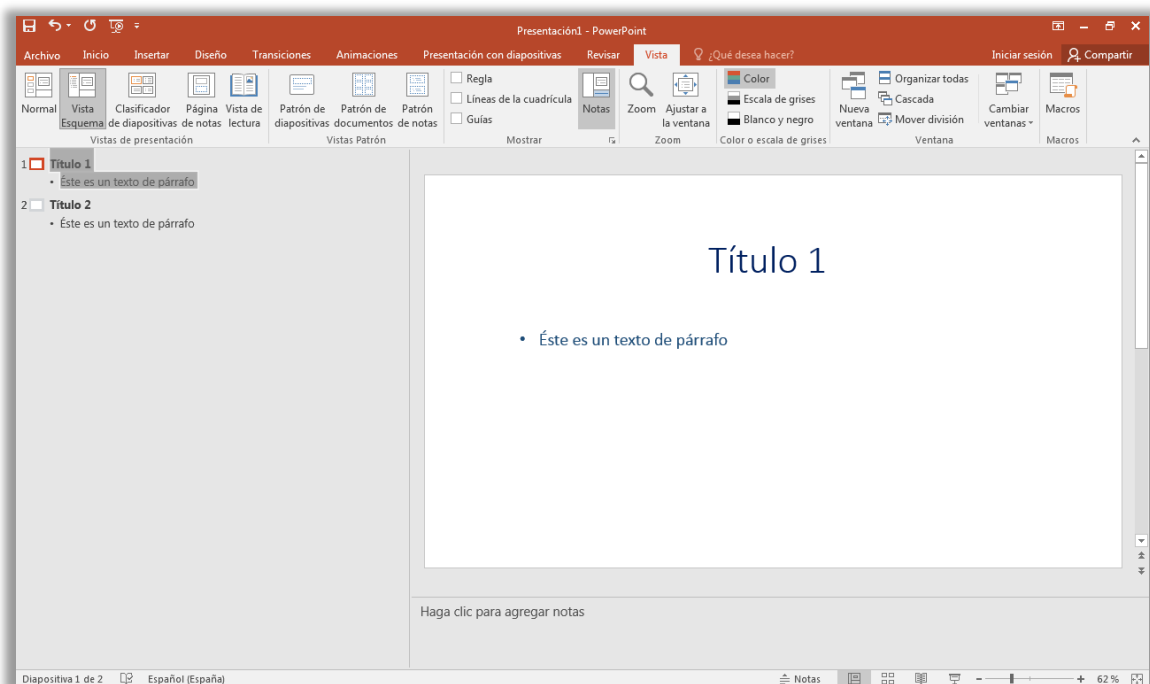 Presentación1 - PowerPoint
Archivo Inicio Insertar Diseño Transiciones Animaciones Presentación con diapositivas Revisar Vista ¿Qué desea hacer? Iniciar sesión Compartir
Normal
Vista Esquema
Clasificador de diapositivas
Página de notas
Vista de lectura
Vistas de presentación
Patrón de diapositivas
Patrón de documentos
Patrón de notas
Vistas Patrón
Regla
Líneas de la cuadrícula
Guías
Mostrar
Notas
Zoom
Ajustar a la ventana
Zoom
Color
Escala de grises
Blanco y negro
Color o escala de grises
Nueva ventana
Organizar todas
Cascada
Mover división
Cambiar ventanas
Ventana
Macros
Macros
1 Título 1
• Éste es un texto de párrafo
2 Título 2
• Éste es un texto de párrafo
Título 1
• Éste es un texto de párrafo
Haga clic para agregar notas
Diapositiva 1 de 2 Español (España) Notas 62 %